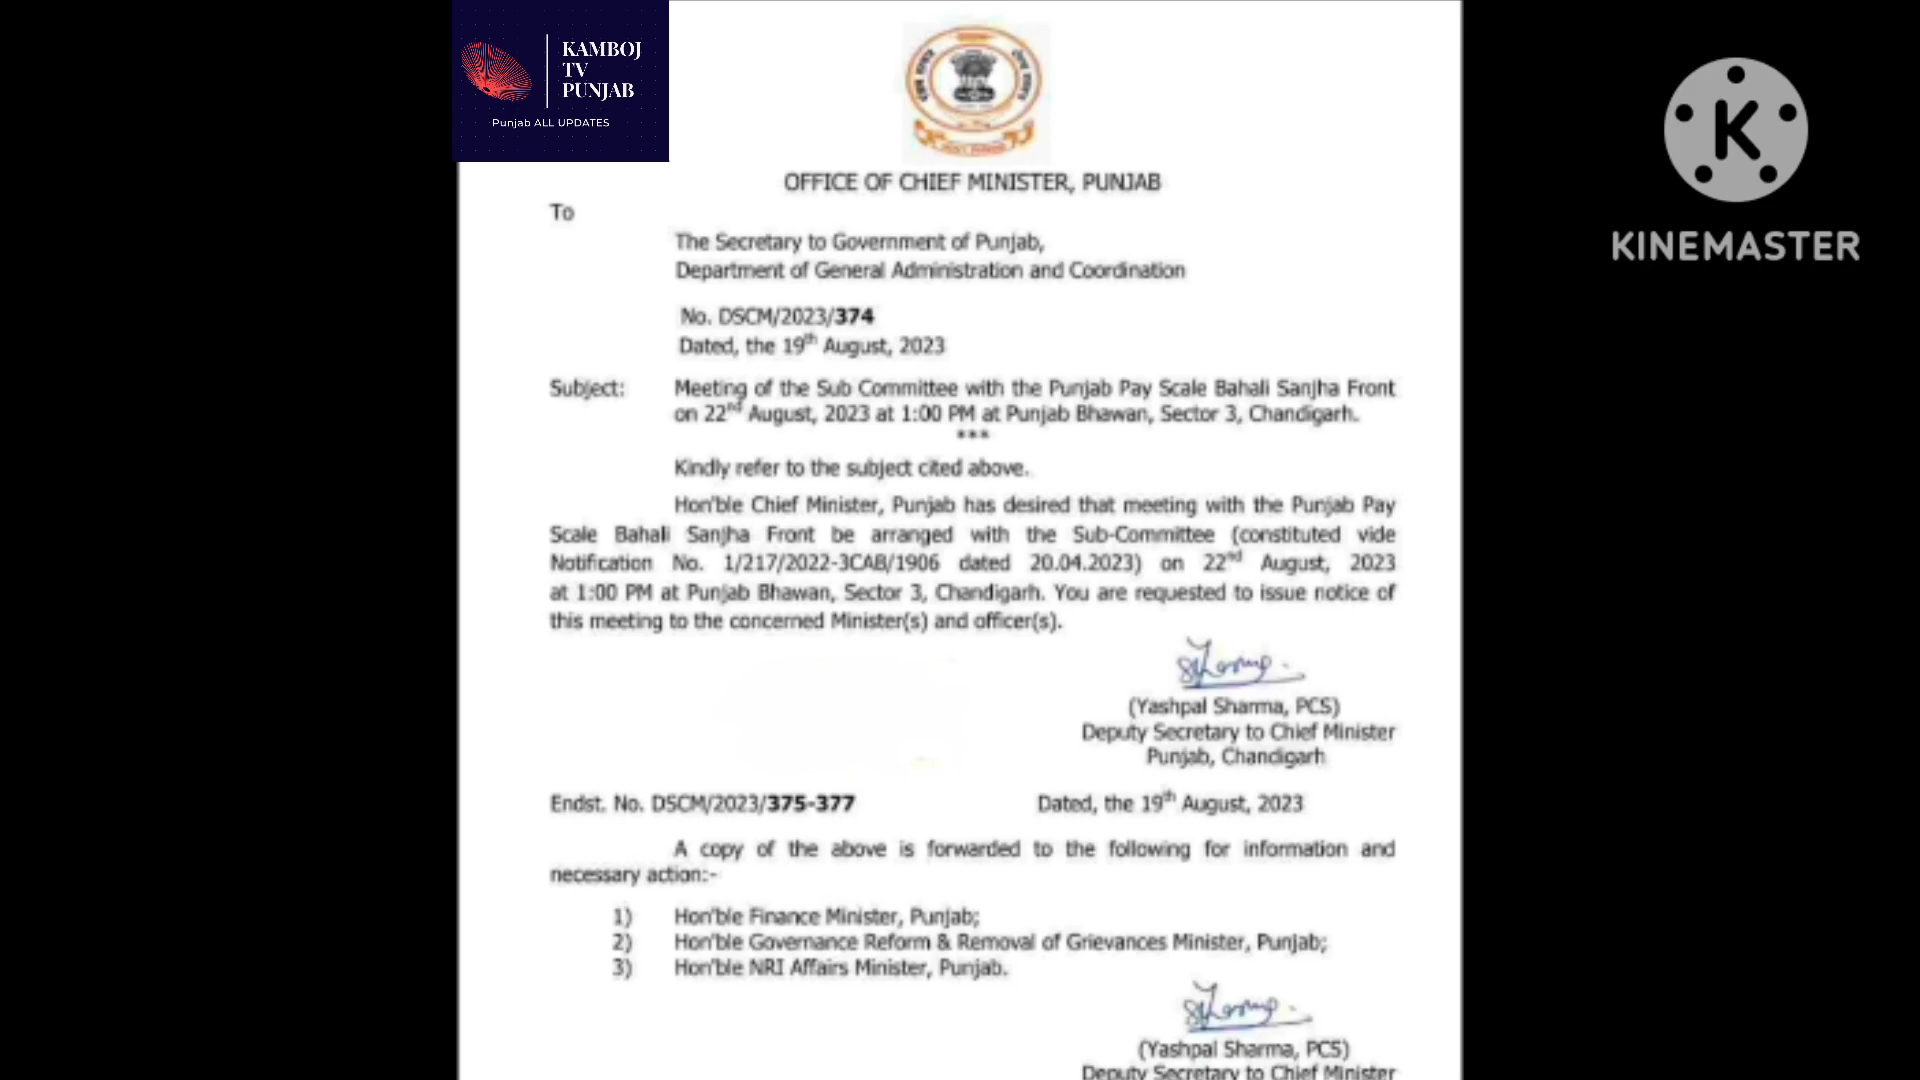 KAMBOJ
TV
PUNJAB
Punjab ALL UPDATES
K
KINEMASTER
OFFICE OF CHIEF MINISTER, PUNJAB
To
The Secretary to Government of Punjab,
Department of General Administration and Coordination
No. DSCM/2023/374
Dated, the 19th August, 2023
Subject: Meeting of the Sub Committee with the Punjab Pay Scale Bahali Sanjha Front
on 22nd August, 2023 at 1:00 PM at Punjab Bhawan, Sector 3, Chandigarh.
***
Kindly refer to the subject cited above.
Hon'ble Chief Minister, Punjab has desired that meeting with the Punjab Pay
Scale Bahali Sanjha Front be arranged with the Sub-Committee (constituted vide
Notification No. 1/217/2022-3CAB/1906 dated 20.04.2023) on 22nd August, 2023
at 1:00 PM at Punjab Bhawan, Sector 3, Chandigarh. You are requested to issue notice of
this meeting to the concerned Minister(s) and officer(s).
(Yashpal Sharma, PCS)
Deputy Secretary to Chief Minister
Punjab, Chandigarh
Endst. No. DSCM/2023/375-377 Dated, the 19th August, 2023
A copy of the above is forwarded to the following for information and
necessary action:-
1) Hon'ble Finance Minister, Punjab;
2) Hon'ble Governance Reform & Removal of Grievances Minister, Punjab;
3) Hon'ble NRI Affairs Minister, Punjab.
(Yashpal Sharma, PCS)
Deputy Secretary to Chief Minister